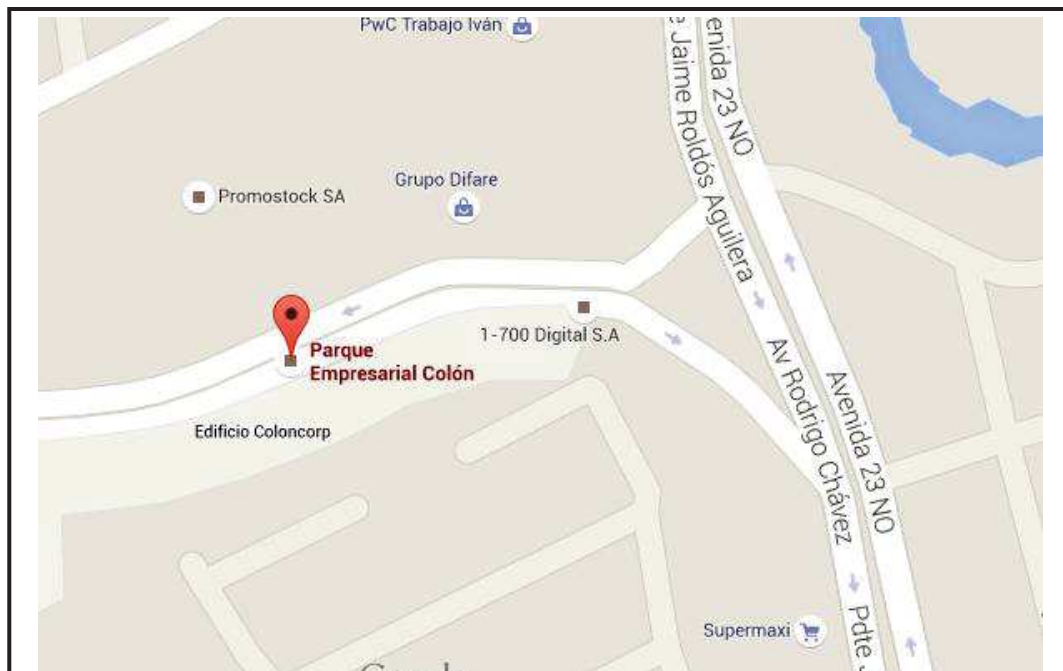 PwC Trabajo Iván
e Jaime Roldós Aguilera
enida 23 NO
Grupo Difare
Promostock SA
1-700 Digital S.A
Parque
Empresarial Colón
Av Rodrigo Chávez
Avenida 23 NO
Edificio Coloncorp
Supermaxi
Pdte